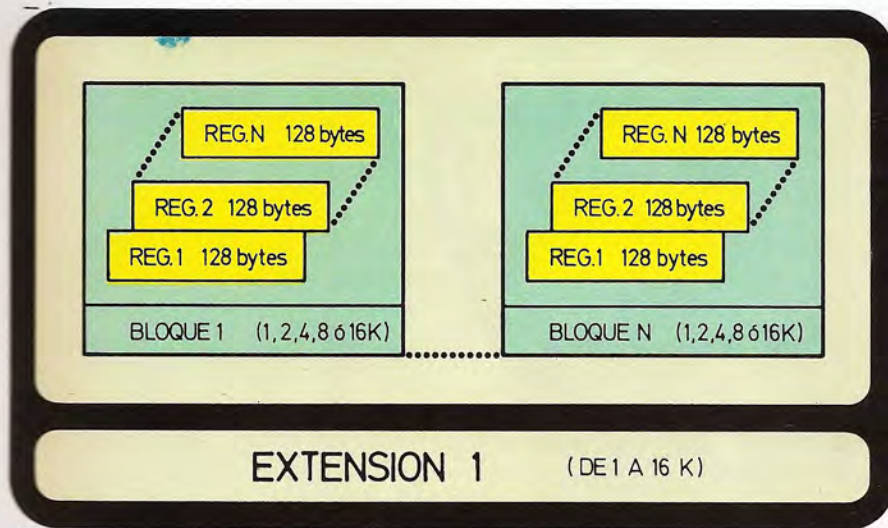 REG.N 128 bytes
REG.2 128 bytes
REG.1 128 bytes
BLOQUE 1 (1,2,4,8 ó 16K)
REG. N 128 bytes
REG.2 128 bytes
REG.1 128 bytes
BLOQUE N (1,2,4,8 ó 16K)
EXTENSION 1 (DE 1 A 16 K)